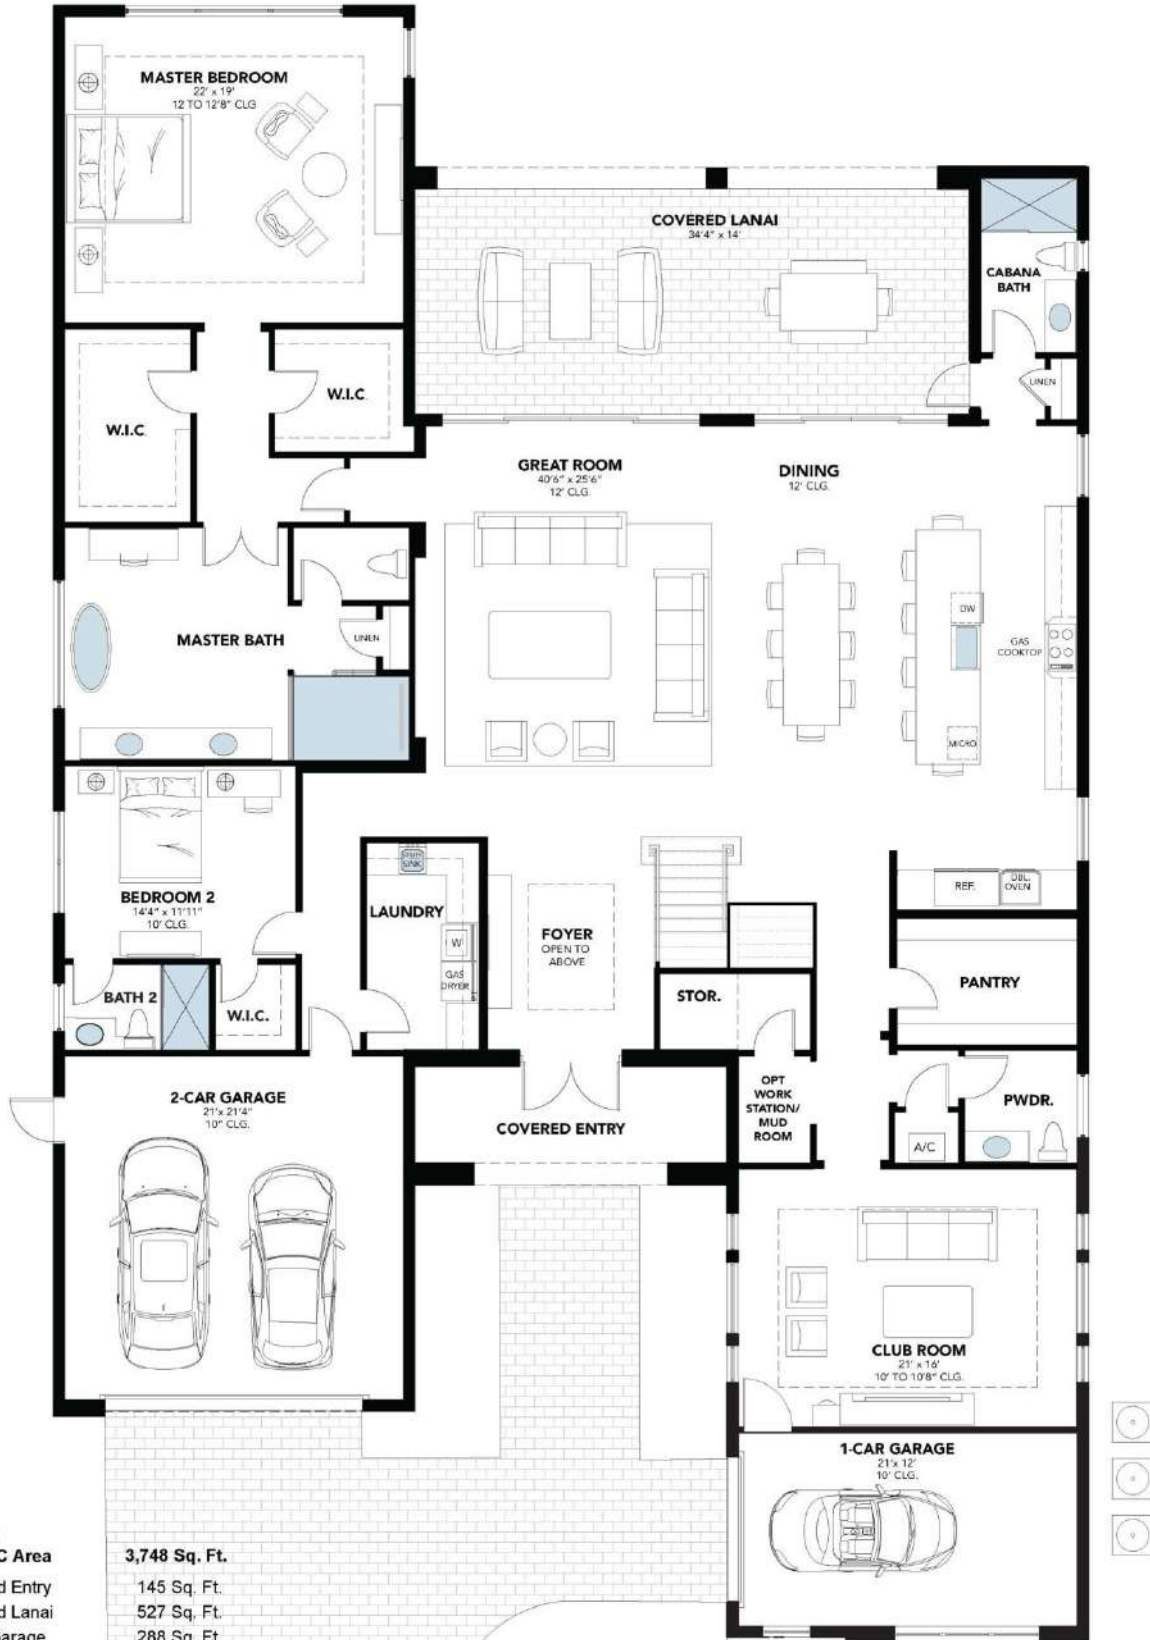 MASTER BEDROOM
22' x 19'
12 TO 12'8" CLG
COVERED LANAI
34'4" x 14'
CABANA
BATH
LINEN
W.I.C.
W.I.C.
GREAT ROOM
40'6" x 25'6"
12' CLG.
DINING
12' CLG.
MASTER BATH
LINEN
DW
GAS
COOKTOP
MICRO
BEDROOM 2
14'4" x 11'11"
10' CLG.
LAUNDRY
SINK
W
GAS
DRYER
FOYER
OPEN TO
ABOVE
REF.
DBL.
OVEN
PANTRY
STOR.
BATH 2
W.I.C.
2-CAR GARAGE
21'x 21'4"
10" CLG.
COVERED ENTRY
OPT
WORK
STATION/
MUD
ROOM
A/C
PWDR.
CLUB ROOM
21' x 16'
10' TO 10'8" CLG.
1-CAR GARAGE
21'x 12'
10' CLG.
C Area 3,748 Sq. Ft.
d Entry 145 Sq. Ft.
d Lanai 527 Sq. Ft.
arage 288 Sq. Ft.